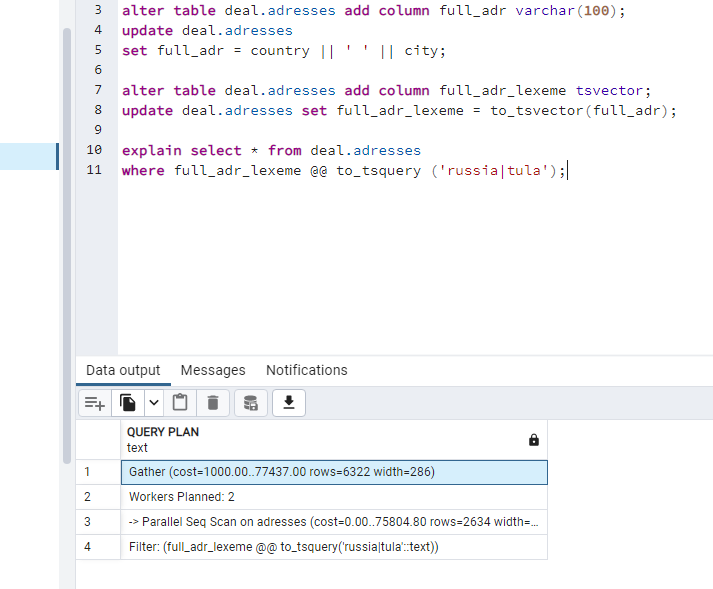 3 alter table deal.adresses add column full_adr varchar(100);
4 update deal.adresses
5 set full_adr = country || ' ' || city;
6
7 alter table deal.adresses add column full_adr_lexeme tsvector;
8 update deal.adresses set full_adr_lexeme = to_tsvector(full_adr);
9
10 explain select * from deal.adresses
11 where full_adr_lexeme @@ to_tsquery ('russia|tula');
Data output Messages Notifications
QUERY PLAN
text
1 Gather (cost=1000.00..77437.00 rows=6322 width=286)
2 Workers Planned: 2
3 -> Parallel Seq Scan on adresses (cost=0.00..75804.80 rows=2634 width=...
4 Filter: (full_adr_lexeme @@ to_tsquery('russia|tula'::text))